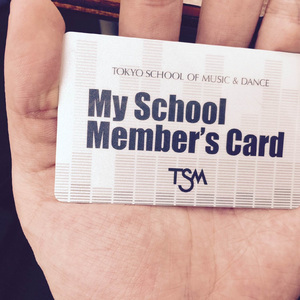 TOKYO SCHOOL OF MUSIC & DANCE
My School
Member's Card
TSM